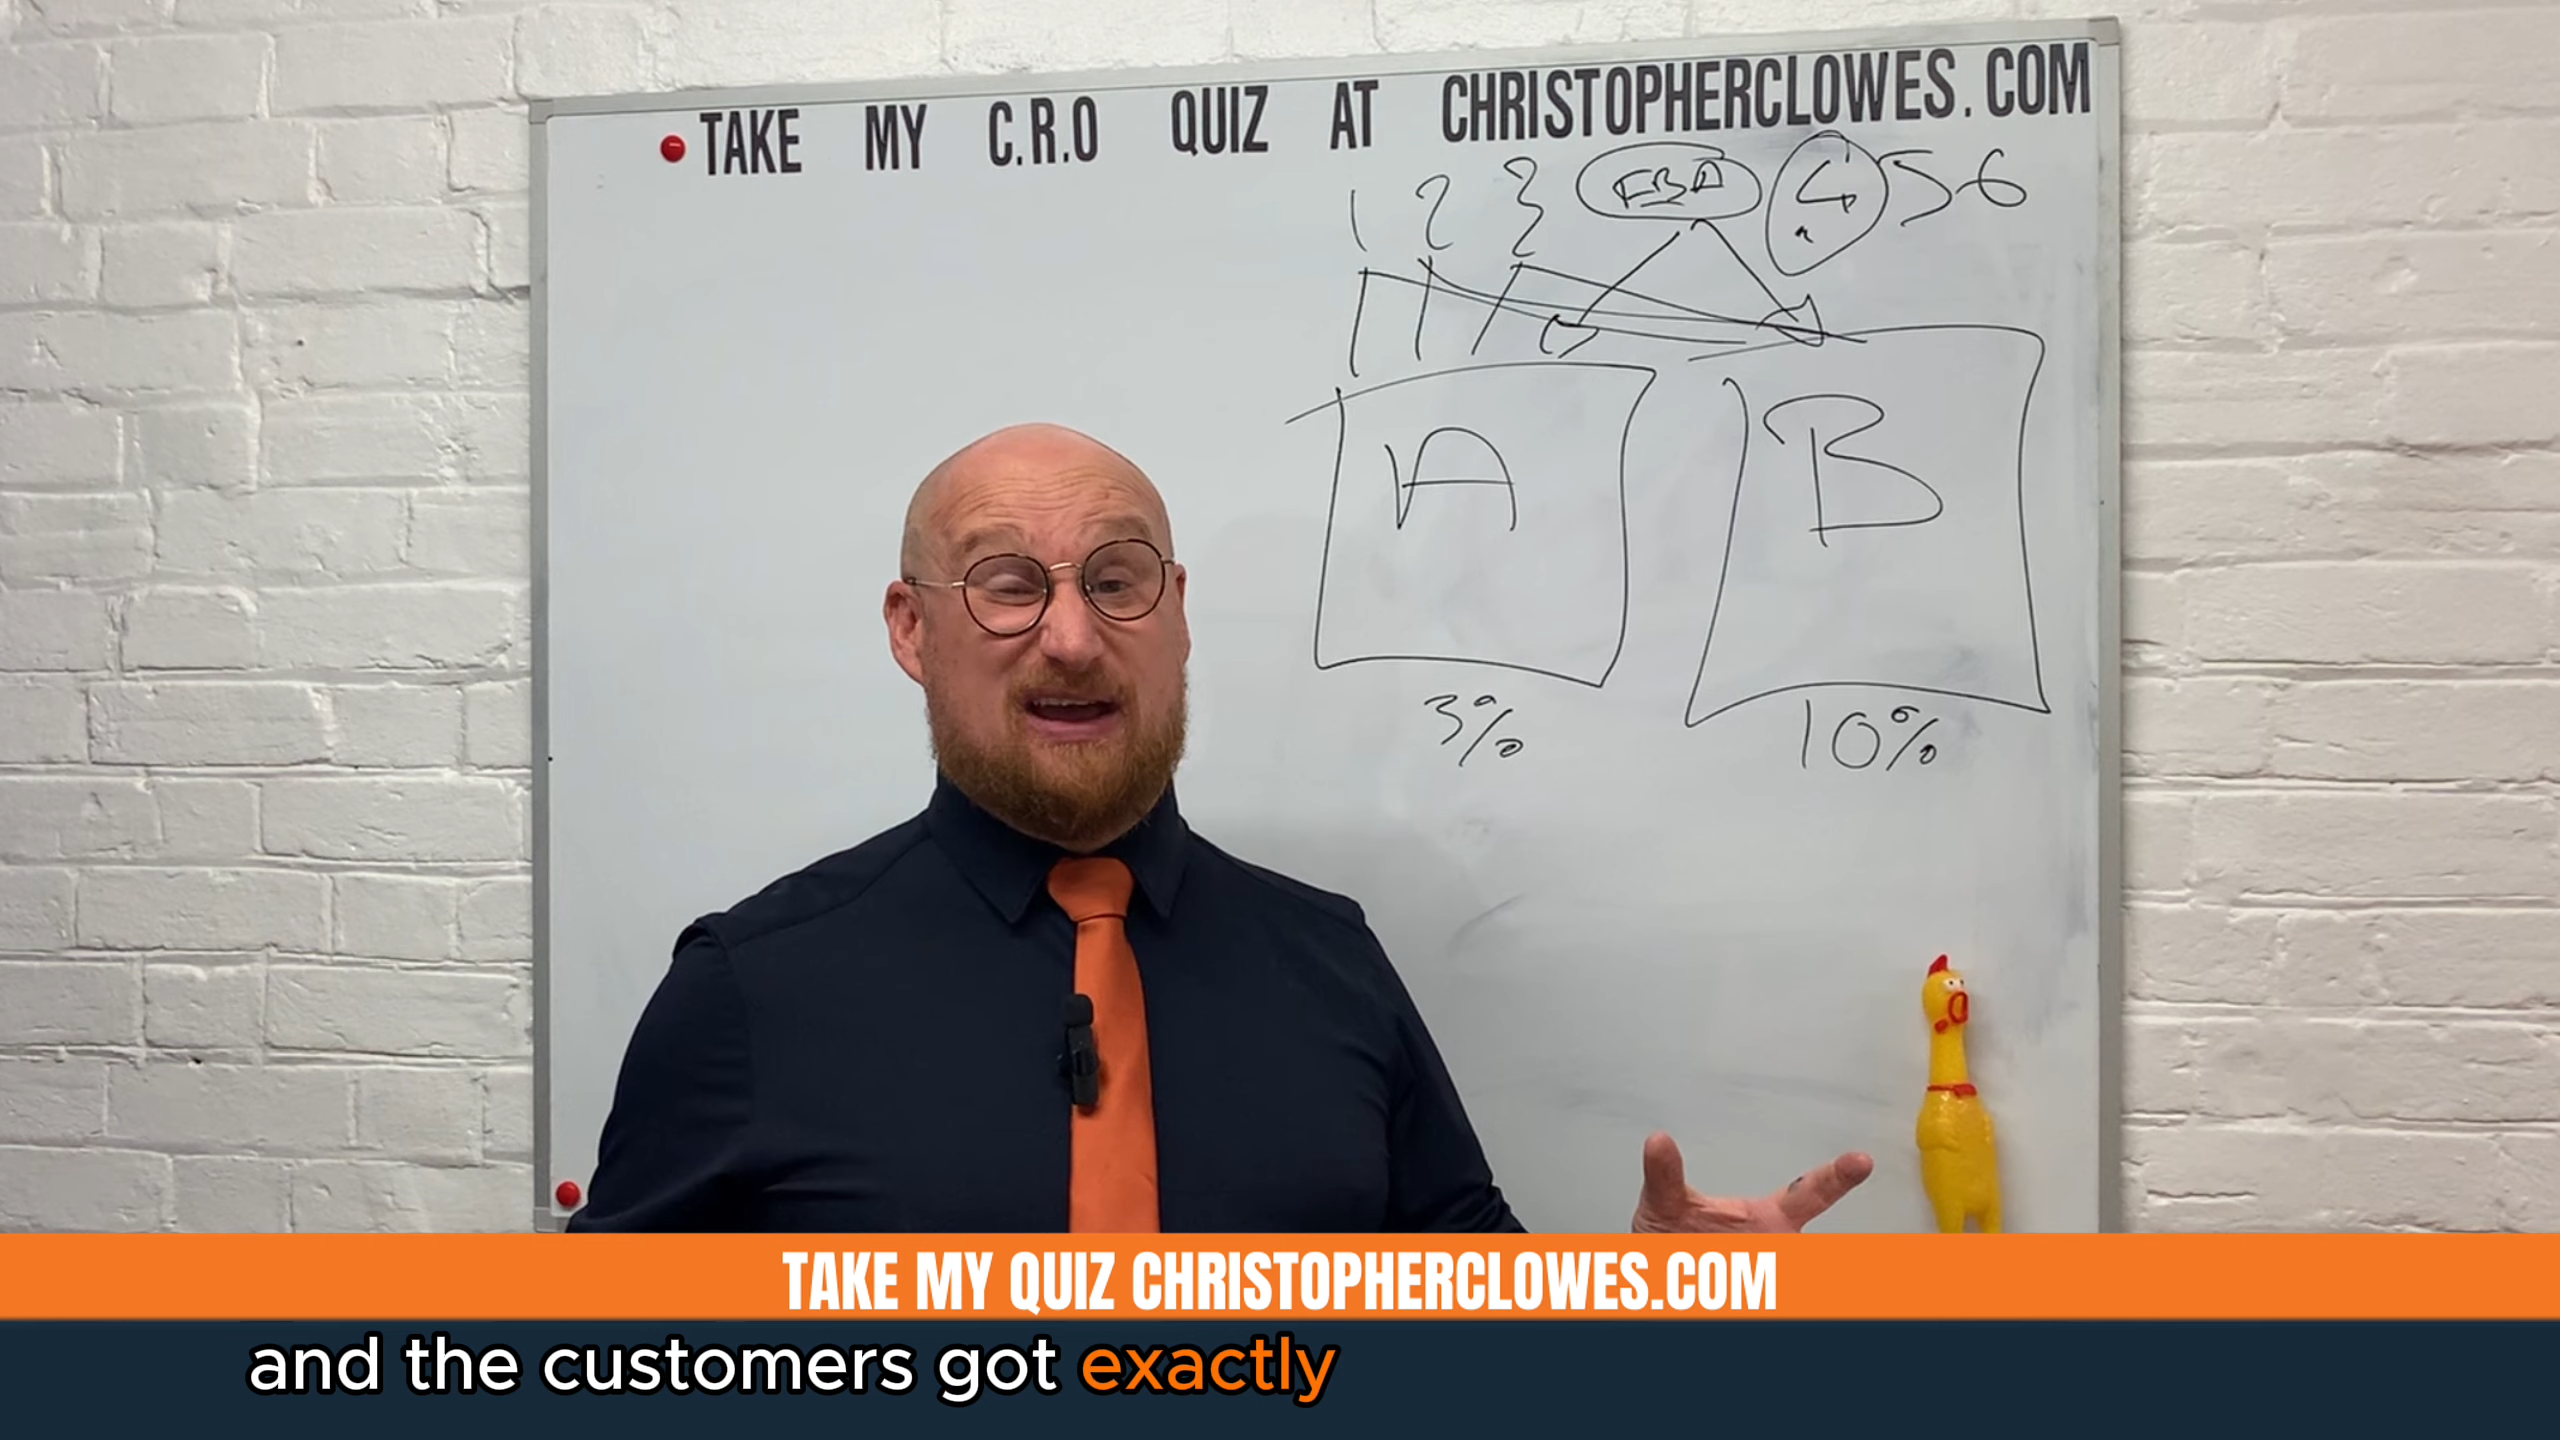 TAKE MY C.R.O QUIZ AT CHRISTOPHERCLOWES.COM
1 2 3 4 5 6
A B
3% 10%
TAKE MY QUIZ CHRISTOPHERCLOWES.COM
and the customers got exactly